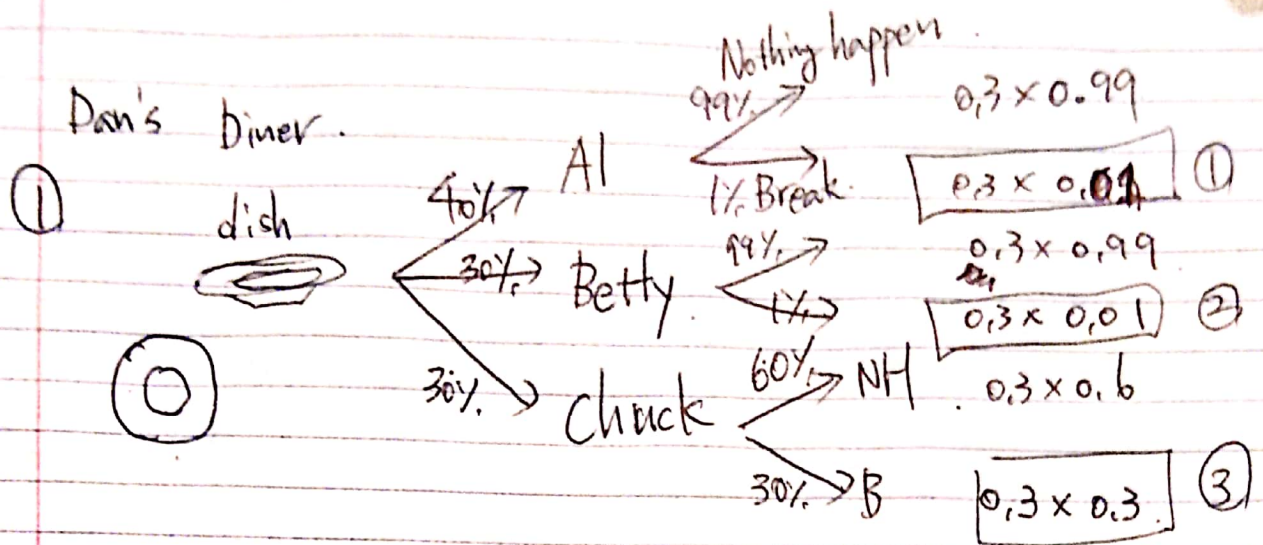 Nothing happen.
Dan's Diner.
99% 0.3 × 0.99
① Al
40% 1% Break. 0.3 × 0.01 ①
dish 99% 0.3 × 0.99
30% Betty 1% 0.3 × 0.01 ②
60% NH. 0.3 × 0.6
30% Chuck
30% B 0.3 × 0.3 ③